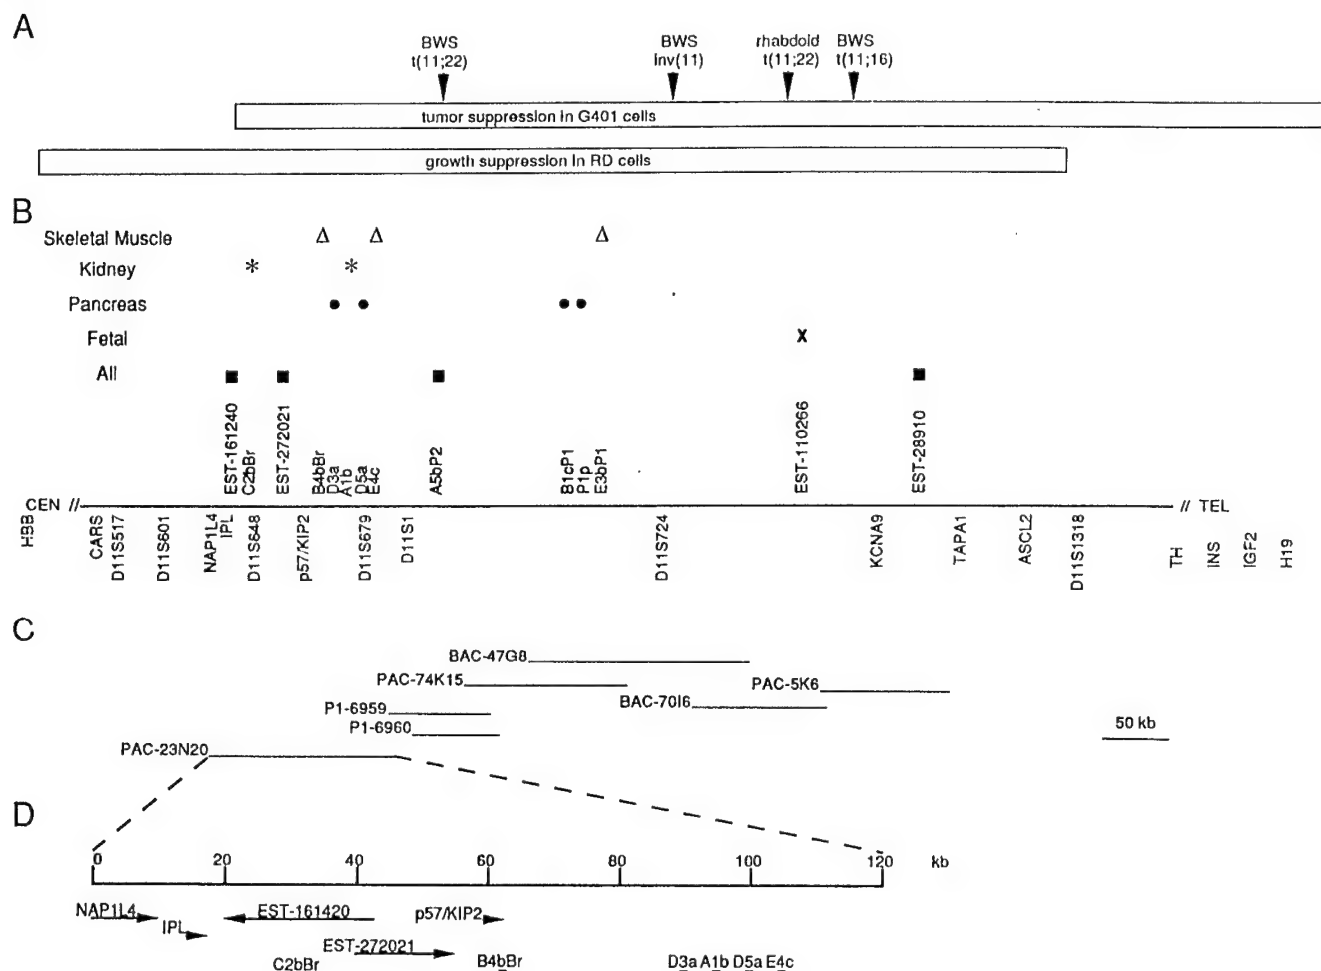 A
BWS
t(11;22)
BWS
inv(11)
rhabdoid
t(11;22)
BWS
t(11;16)
tumor suppression in G401 cells
growth suppression in RD cells
B
Skeletal Muscle Δ Δ Δ
Kidney * *
Pancreas
Fetal X
All
EST-161240
C2bBr
EST-272021
B4bBr
D3a
A1b
D5a
E4c
A5bP2
B1cP1
P1p
E3bP1
EST-110266
EST-28910
CEN // // TEL
HBB
CARS
D11S517
D11S601
NAP1L4
IPL
D11S648
p57/KIP2
D11S679
D11S1
D11S724
KCNA9
TAPA1
ASCL2
D11S1318
TH
INS
IGF2
H19
C
BAC-47G8
PAC-74K15
PAC-5K6
P1-6959
BAC-70I6
P1-6960
50 kb
PAC-23N20
D
0 20 40 60 80 100 120 kb
NAP1L4 EST-161420 p57/KIP2
IPL
EST-272021
C2bBr B4bBr D3a A1b D5a E4c